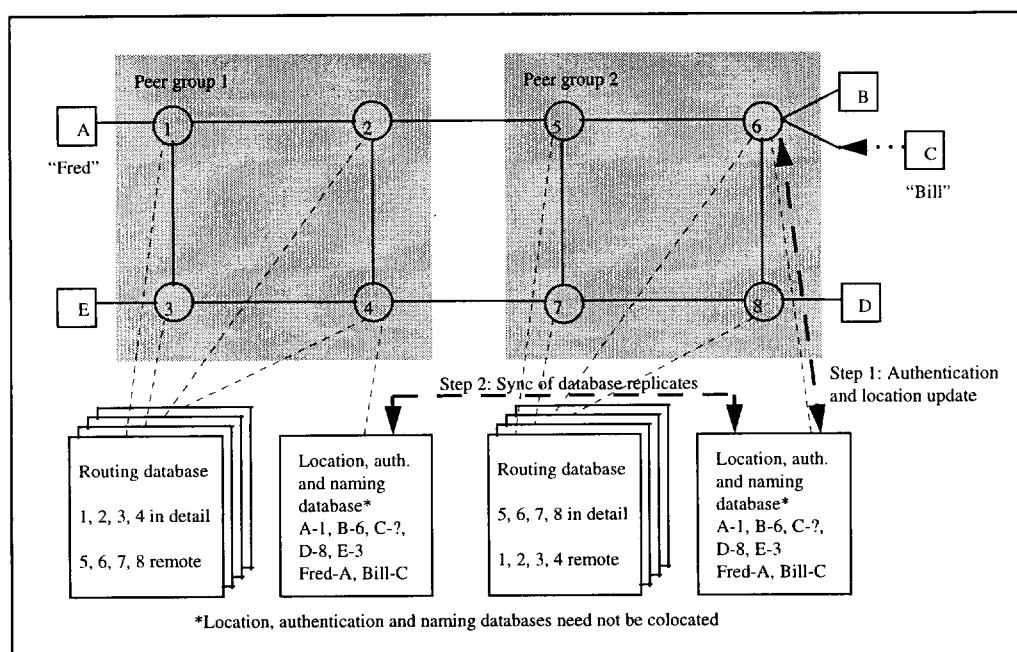 Peer group 1
Peer group 2
A
1
2
5
6
B
C
"Fred"
"Bill"
E
3
4
7
8
D
Step 1: Authentication
and location update
Step 2: Sync of database replicates
Routing database
1, 2, 3, 4 in detail
5, 6, 7, 8 remote
Location, auth.
and naming
database*
A-1, B-6, C-?,
D-8, E-3
Fred-A, Bill-C
Routing database
5, 6, 7, 8 in detail
1, 2, 3, 4 remote
Location, auth.
and naming
database*
A-1, B-6, C-?,
D-8, E-3
Fred-A, Bill-C
*Location, authentication and naming databases need not be colocated